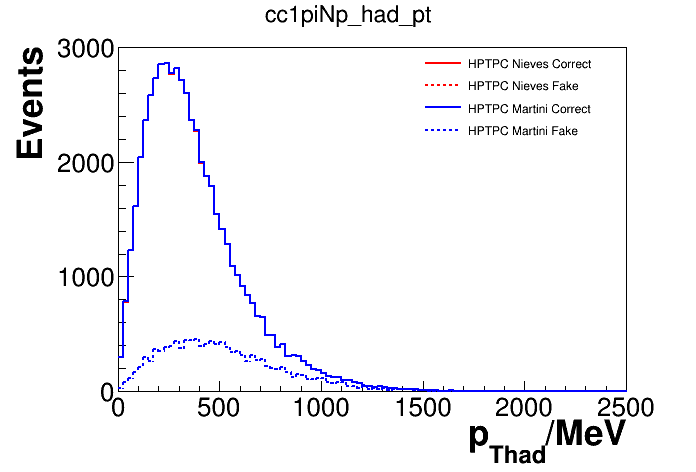 cc1piNp_had_pt
Events
3000
2000
1000
0
HPTPC Nieves Correct
HPTPC Nieves Fake
HPTPC Martini Correct
HPTPC Martini Fake
0 500 1000 1500 2000 2500
pThad/MeV